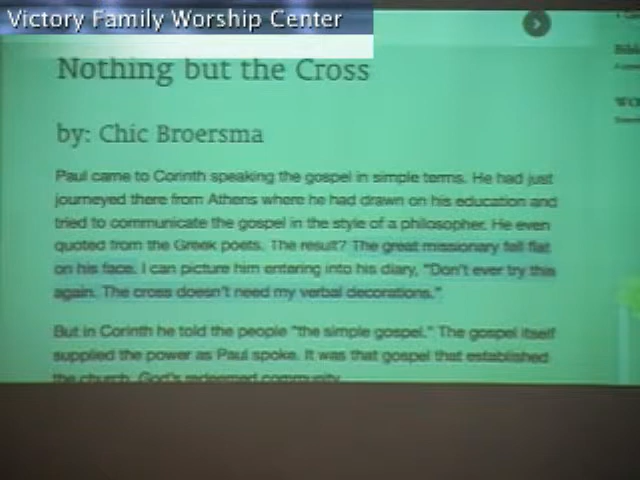 Victory Family Worship Center
Nothing but the Cross
by: Chic Broersma
Paul came to Corinth speaking the gospel in simple terms. He had just
journeyed there from Athens where he had drawn on his education and
tried to communicate the gospel in the style of a philosopher. He even
quoted from the Greek poets. The result? The great missionary fell flat
on his face. I can picture him entering into his diary, "Don't ever try this
again. The cross doesn't need my verbal decorations."
But in Corinth he told the people "the simple gospel." The gospel itself
supplied the power as Paul spoke. It was that gospel that established
the church, God's redeemed community.